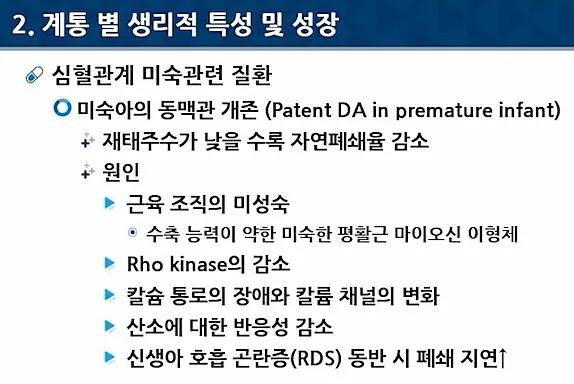 2. 계통 별 생리적 특성 및 성장
심혈관계 미숙관련 질환
미숙아의 동맥관 개존 (Patent DA in premature infant)
재태주수가 낮을 수록 자연폐쇄율 감소
원인
근육 조직의 미성숙
수축 능력이 약한 미숙한 평활근 마이오신 이형체
Rho kinase의 감소
칼슘 통로의 장애와 칼륨 채널의 변화
산소에 대한 반응성 감소
신생아 호흡 곤란증(RDS) 동반 시 폐쇄 지연↑